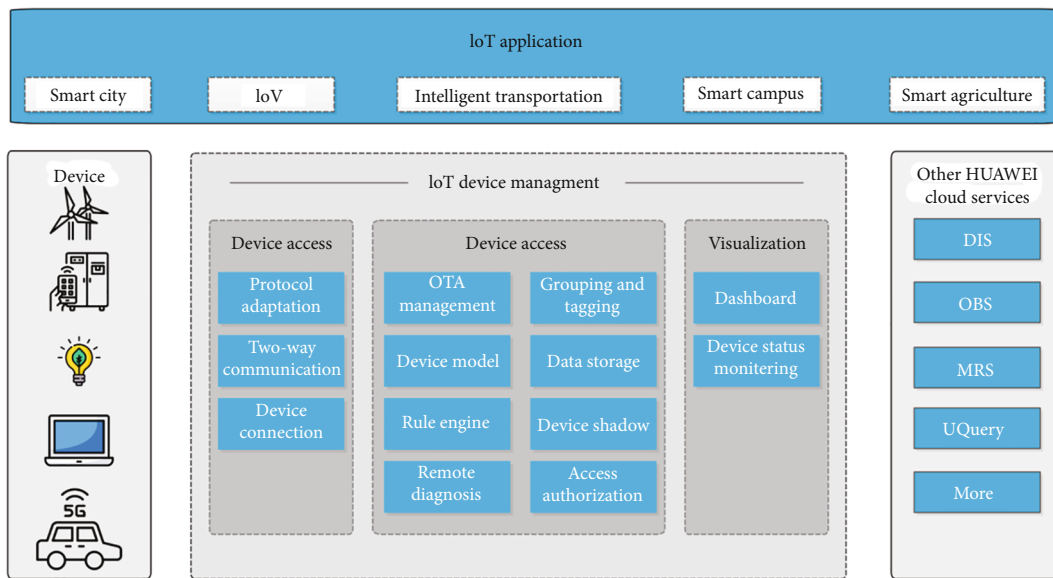 loT application
Smart city
loV
Intelligent transportation
Smart campus
Smart agriculture
Device
5G
loT device managment
Device access
Protocol
adaptation
Two-way
communication
Device
connection
Device access
OTA
management
Grouping and
tagging
Device model
Data storage
Rule engine
Device shadow
Remote
diagnosis
Access
authorization
Visualization
Dashboard
Device status
monitering
Other HUAWEI
cloud services
DIS
OBS
MRS
UQuery
More